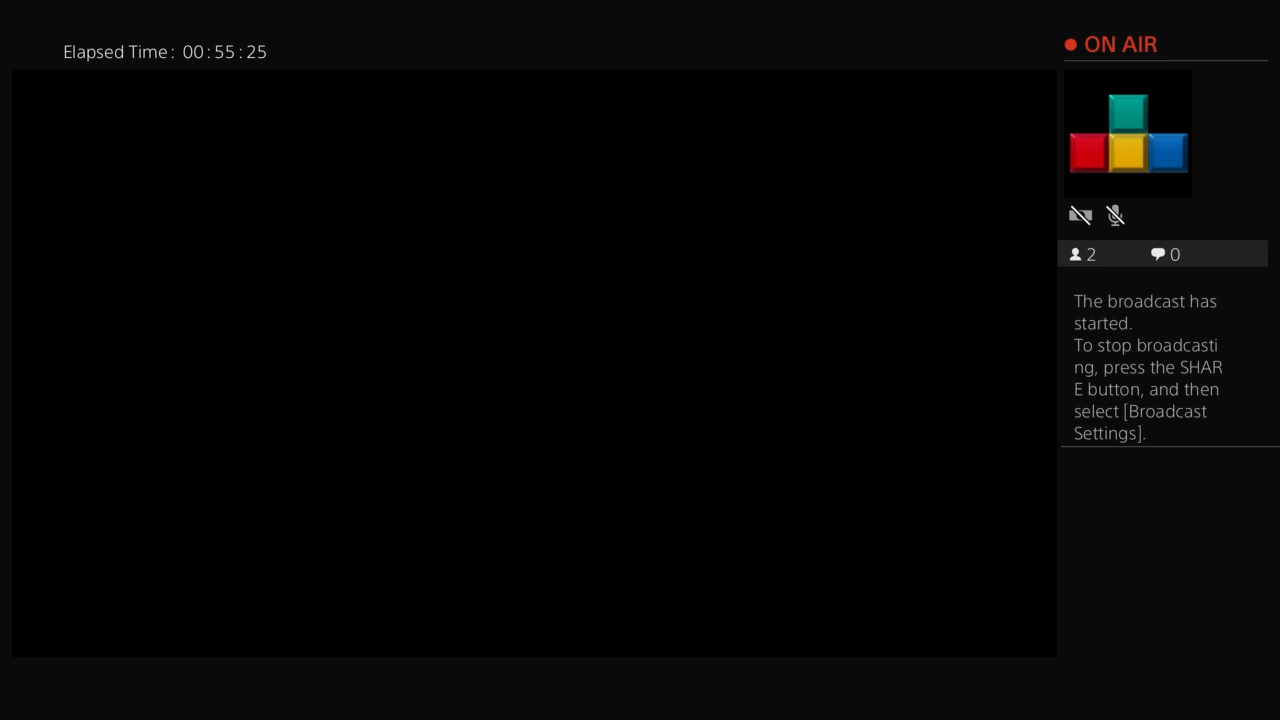 Elapsed Time: 00:55:25
ON AIR
2 0
The broadcast has
started.
To stop broadcasti
ng, press the SHAR
E button, and then
select [Broadcast
Settings].